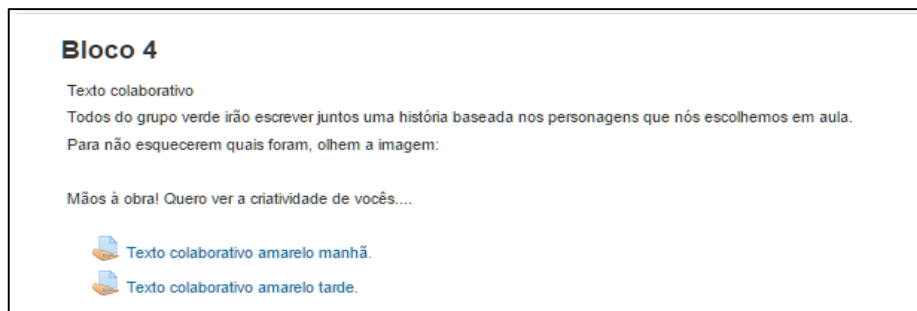 Bloco 4
Texto colaborativo
Todos do grupo verde irão escrever juntos uma história baseada nos personagens que nós escolhemos em aula.
Para não esquecerem quais foram, olhem a imagem:
Mãos à obra! Quero ver a criatividade de vocês....
Texto colaborativo amarelo manhã.
Texto colaborativo amarelo tarde.